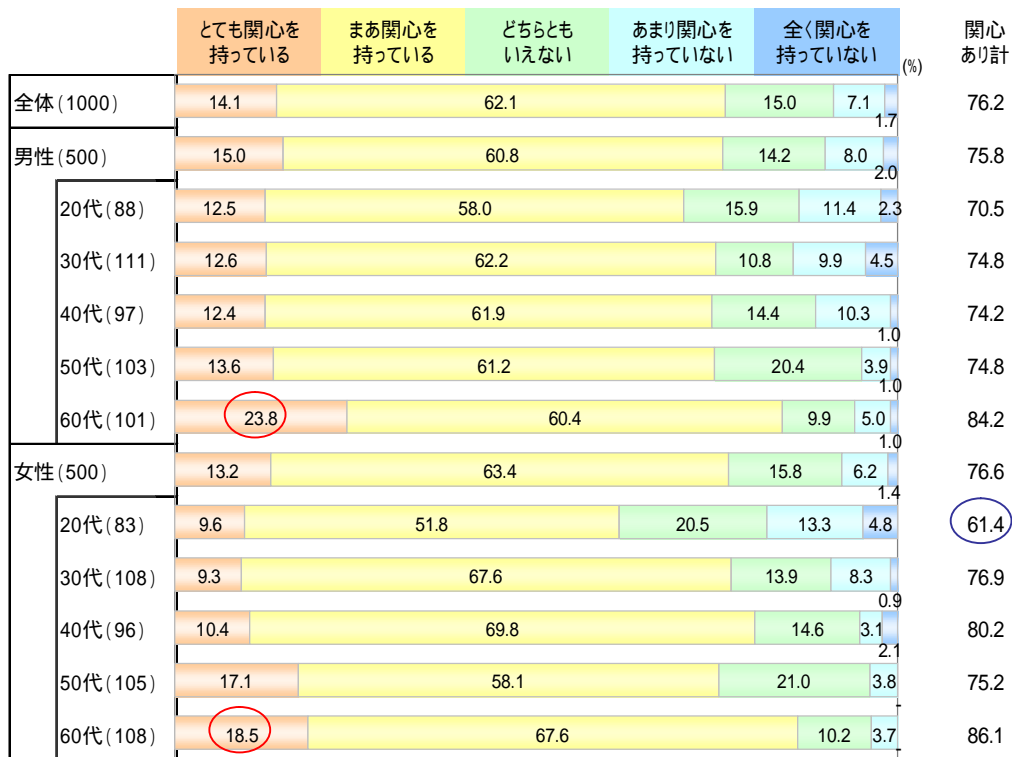 とても関心を
持っている
まあ関心を
持っている
どちらとも
いえない
あまり関心を
持っていない
全く関心を
持っていない
(%)
関心
あり計
全体(1000) 14.1 62.1 15.0 7.1 1.7 76.2
男性(500) 15.0 60.8 14.2 8.0 2.0 75.8
20代(88) 12.5 58.0 15.9 11.4 2.3 70.5
30代(111) 12.6 62.2 10.8 9.9 4.5 74.8
40代(97) 12.4 61.9 14.4 10.3 1.0 74.2
50代(103) 13.6 61.2 20.4 3.9 1.0 74.8
60代(101) 23.8 60.4 9.9 5.0 1.0 84.2
女性(500) 13.2 63.4 15.8 6.2 1.4 76.6
20代(83) 9.6 51.8 20.5 13.3 4.8 61.4
30代(108) 9.3 67.6 13.9 8.3 0.9 76.9
40代(96) 10.4 69.8 14.6 3.1 2.1 80.2
50代(105) 17.1 58.1 21.0 3.8 - 75.2
60代(108) 18.5 67.6 10.2 3.7 - 86.1